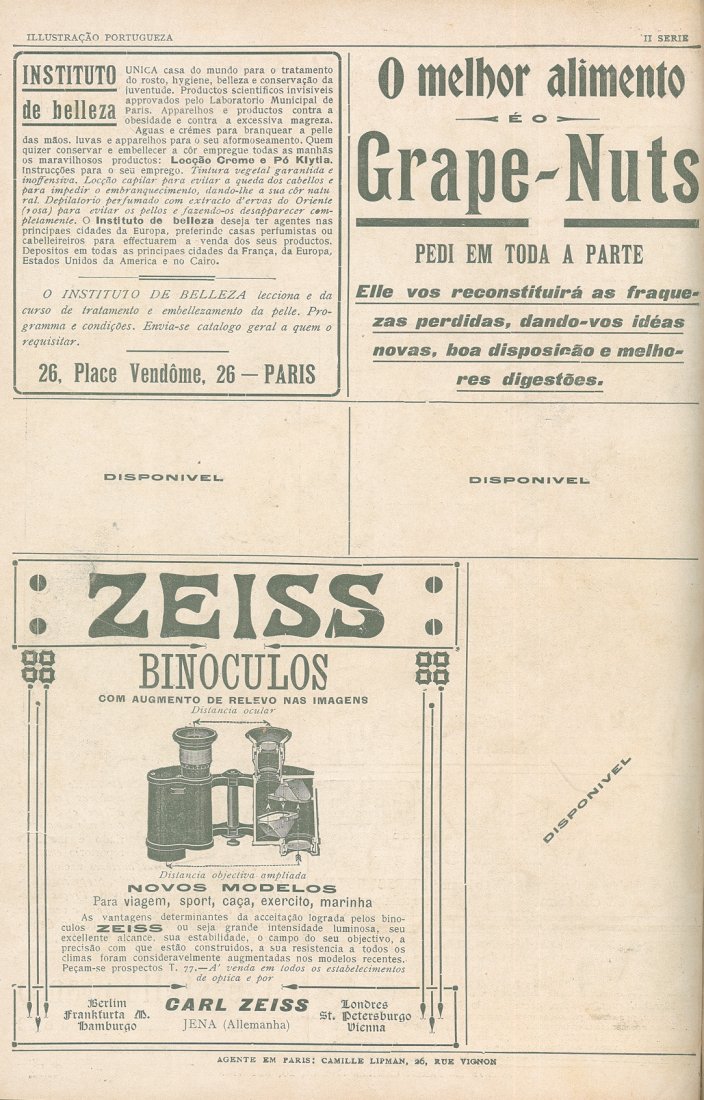 ILLUSTRAÇÃO PORTUGUEZA
II SERIE
INSTITUTO
de belleza
UNICA casa do mundo para o tratamento
do rosto, hygiene, belleza e conservação da
juventude. Productos scientificos invisiveis
approvados pelo Laboratorio Municipal de
Paris. Apparelhos e productos contra a
obesidade e contra a excessiva magreza.
Aguas e crémes para branquear a pelle
das mãos. luvas e apparelhos para o seu aformoseamento. Quem
quizer conservar e embellecer a côr empregue todas as manhãs
os maravilhosos productos: Locção Creme e Pó Klytia.
Instrucções para o seu emprego. Tintura vegetal garantida e
inoffensiva. Locção capilar para evitar a queda dos cabellos e
para impedir o embranquecimento, dando-lhe a sua côr natu
ral. Depilatorio perfumado com extracto d'ervas do Oriente
(rosa) para evitar os pellos e fazendo-os desapparecer com-
pletamente. O Instituto de belleza deseja ter agentes nas
principaes cidades da Europa, preferindo casas perfumistas ou
cabelleireiros para effectuarem a venda dos seus productos.
Depositos em todas as principaes cidades da França, da Europa,
Estados Unidos da America e no Cairo.
O INSTITUTO DE BELLEZA lecciona e da
curso de tratamento e embellezamento da pelle. Pro-
gramma e condições. Envia-se catalogo geral a quem o
requisitar.
26, Place Vendôme, 26 — PARIS
O melhor alimento
É O
Grape-Nuts
PEDI EM TODA A PARTE
Elle vos reconstituirá as fraque-
zas perdidas, dando-vos idéas
novas, boa disposição e melho-
res digestões.
DISPONIVEL
DISPONIVEL
ZEISS
BINOCULOS
COM AUGMENTO DE RELEVO NAS IMAGENS
Distancia ocular
Distancia objectiva ampliada
NOVOS MODELOS
Para viagem, sport, caça, exercito, marinha
As vantagens determinantes da acceitação lograda pelos bino-
culos ZEISS ou seja grande intensidade luminosa, seu
excellente alcance, sua estabilidade, o campo do seu objectivo, a
precisão com que estão construidos, a sua resistencia a todos os
climas foram consideravelmente augmentadas nos modelos recentes.
Peçam-se prospectos T. 77.—A' venda em todos os estabelecimentos
de optica e por
Berlim
Frankfurta M.
Hamburgo
CARL ZEISS
JENA (Allemanha)
Londres
St. Petersburgo
Vienna
DISPONIVEL
AGENTE EM PARIS: CAMILLE LIPMAN, 26, RUE VIGNON